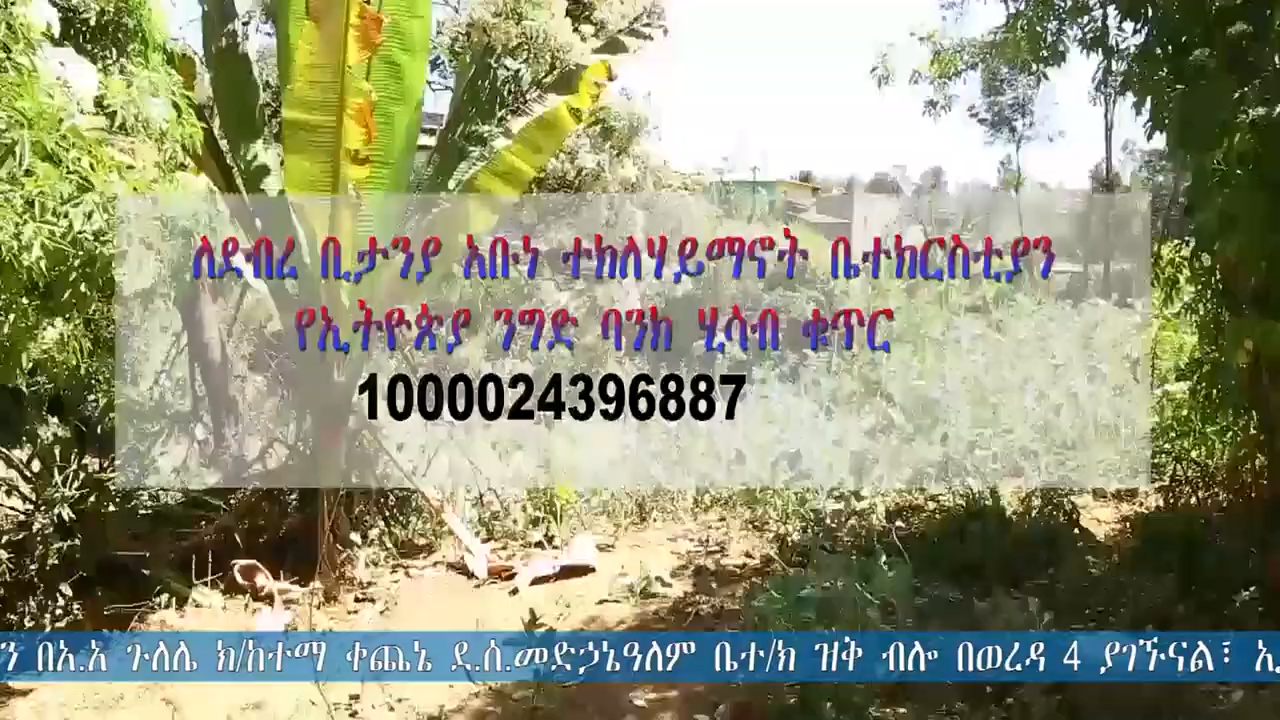 ለደብረ ቢታንያ አቡነ ተክለሃይማኖት ቤተክርስቲያን
የኢትዮጵያ ንግድ ባንክ ሂሳብ ቁጥር
1000024396887
ን በአ.አ ጉለሌ ክ/ከተማ ቀጨኔ ደ.ሰ.መድኃኔዓለም ቤተ/ክ ዝቅ ብሎ በወረዳ 4 ያገኙናል፣ ኢ.